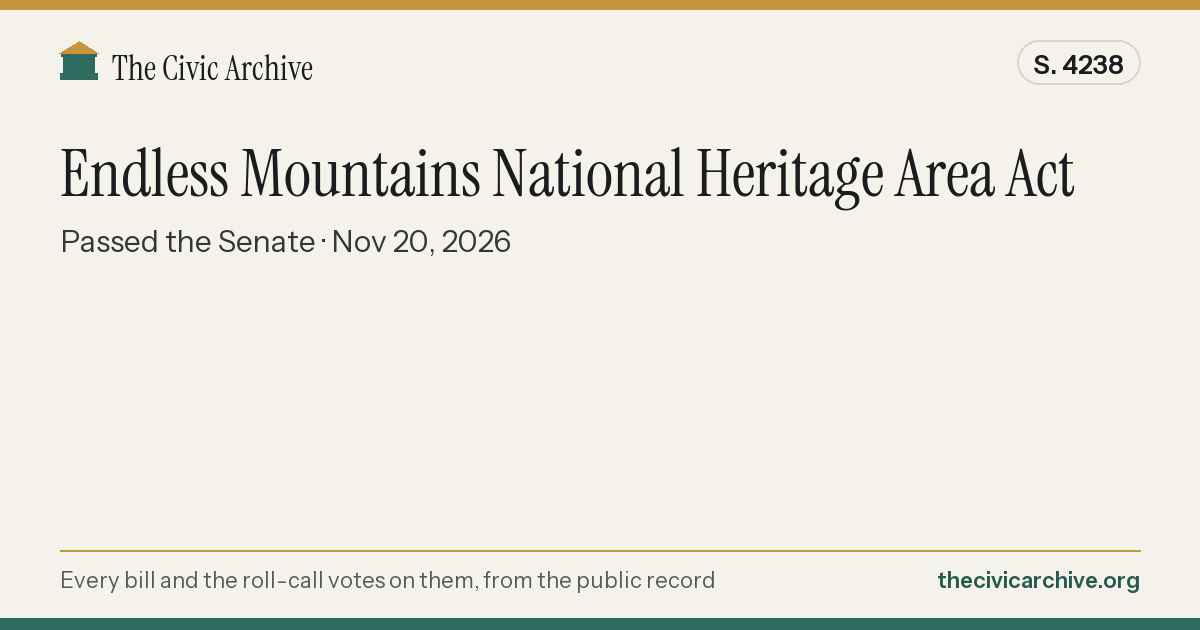 The Civic Archive
S. 4238
Endless Mountains National Heritage Area Act
Passed the Senate · Nov 20, 2026
Every bill and the roll-call votes on them, from the public record
thecivicarchive.org